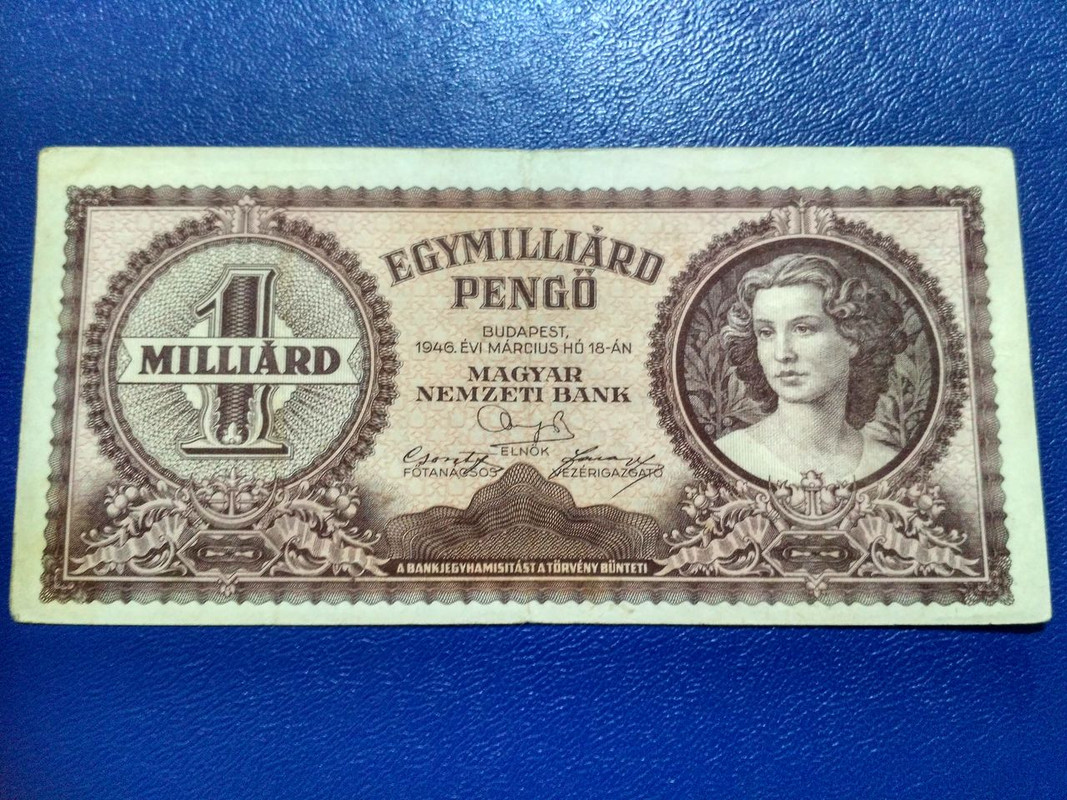 1
MILLIÁRD
EGYMILLIÁRD
PENGŐ
BUDAPEST,
1946. ÉVI MÁRCIUS HÓ 18-ÁN
MAGYAR
NEMZETI BANK
ELNÖK
FŐTANÁCSOS VEZÉRIGAZGATÓ
A BANKJEGYHAMISITÁST A TÖRVÉNY BÜNTETI